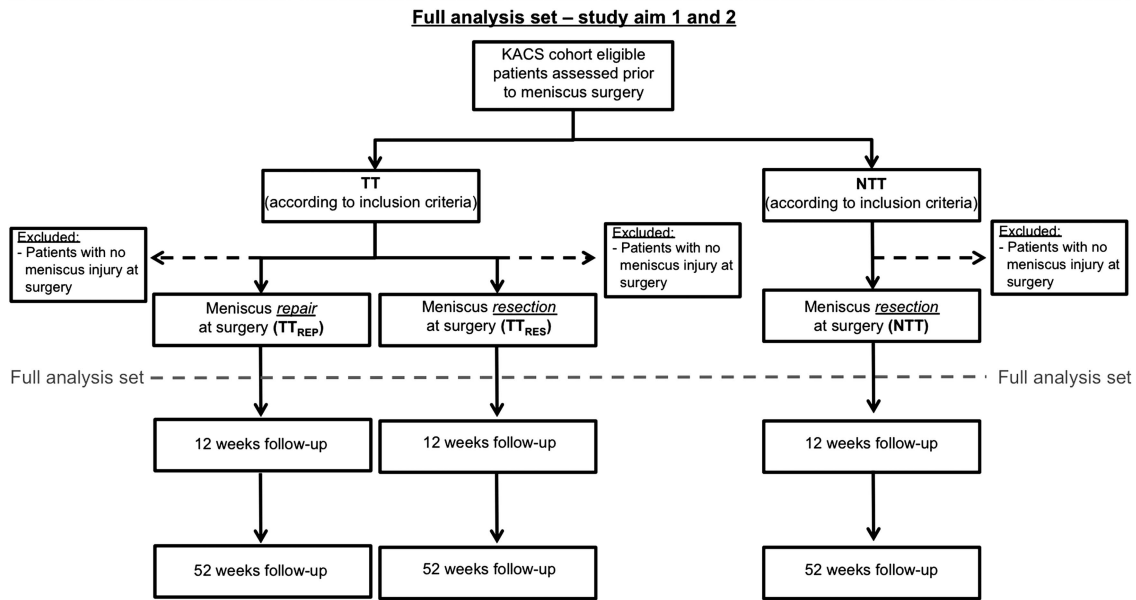 Full analysis set – study aim 1 and 2
KACS cohort eligible
patients assessed prior
to meniscus surgery
TT
(according to inclusion criteria)
NTT
(according to inclusion criteria)
Excluded:
- Patients with no
meniscus injury at
surgery
Excluded:
- Patients with no
meniscus injury at
surgery
Excluded:
- Patients with no
meniscus injury at
surgery
Meniscus repair
at surgery (TTREP)
Meniscus resection
at surgery (TTRES)
Meniscus resection
at surgery (NTT)
Full analysis set
Full analysis set
12 weeks follow-up
12 weeks follow-up
12 weeks follow-up
52 weeks follow-up
52 weeks follow-up
52 weeks follow-up